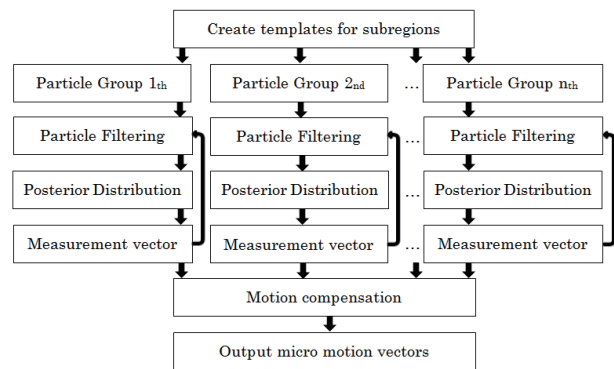 Create templates for subregions
Particle Group 1th Particle Group 2nd ... Particle Group nth
Particle Filtering Particle Filtering ... Particle Filtering
Posterior Distribution Posterior Distribution ... Posterior Distribution
Measurement vector Measurement vector ... Measurement vector
Motion compensation
Output micro motion vectors